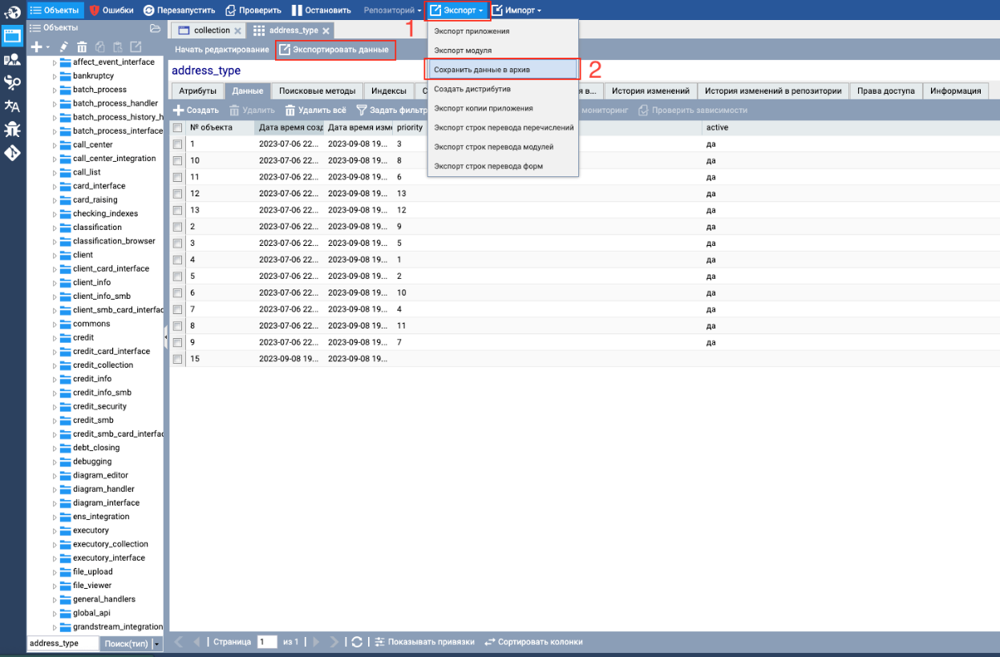 Объекты Ошибки Перезапустить Проверить Остановить Репозиторий Экспорт Импорт
Объекты
collection address_type 1
Начать редактирование Экспортировать данные
address_type
Экспорт приложения
Экспорт модуля
Сохранить данные в архив 2
Создать дистрибутив
Экспорт копии приложения
Экспорт строк перевода перечислений
Экспорт строк перевода модулей
Экспорт строк перевода форм
Атрибуты Данные Поисковые методы Индексы История изменений История изменений в репозитории Права доступа Информация
Создать Удалить Удалить всё Задать фильтр мониторинг Проверить зависимости
№ объекта Дата время созд Дата время изме priority active
1 2023-07-06 22... 2023-09-08 19... 3 да
10 2023-07-06 22... 2023-09-08 19... 8 да
11 2023-07-06 22... 2023-09-08 19... 6 да
12 2023-07-06 22... 2023-09-08 19... 13 да
13 2023-07-06 22... 2023-09-08 19... 12 да
2 2023-07-06 22... 2023-09-08 19... 9 да
3 2023-07-06 22... 2023-09-08 19... 5 да
4 2023-07-06 22... 2023-09-08 19... 1 да
5 2023-07-06 22... 2023-09-08 19... 2 да
6 2023-07-06 22... 2023-09-08 19... 10 да
7 2023-07-06 22... 2023-09-08 19... 4 да
8 2023-07-06 22... 2023-09-08 19... 11 да
9 2023-07-06 22... 2023-09-08 19... 7 да
15 2023-09-08 19... 2023-09-08 19...
affect_event_interface
bankruptcy
batch_process
batch_process_handler
batch_process_history_h
batch_process_interface
call_center
call_center_integration
call_list
card_interface
card_raising
checking_indexes
classification
classification_browser
client
client_card_interface
client_info
client_info_smb
client_smb_card_interfac
commons
credit
credit_card_interface
credit_collection
credit_info
credit_info_smb
credit_security
credit_smb
credit_smb_card_interfac
debt_closing
debugging
diagram_editor
diagram_handler
diagram_interface
ens_integration
executory
executory_collection
executory_interface
file_upload
file_viewer
general_handlers
global_api
grandstream_integration
address_type Поиск(тип)
Страница 1 из 1 Показывать привязки Сортировать колонки